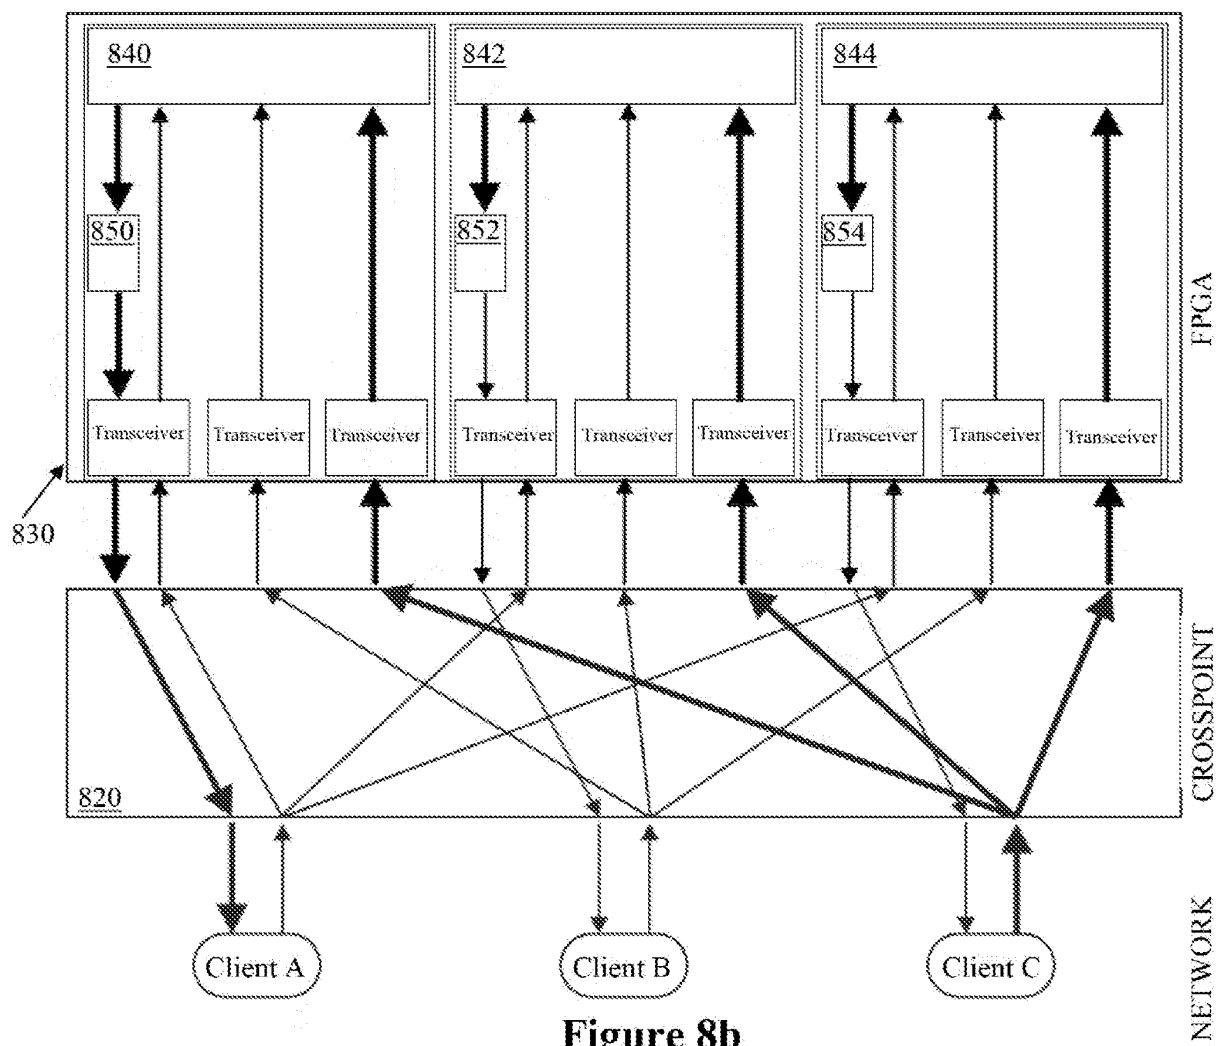 840
842
844
850
852
854
FPGA
Transceiver
Transceiver
Transceiver
Transceiver
Transceiver
Transceiver
Transceiver
Transceiver
Transceiver
830
CROSSPOINT
820
Client A
Client B
Client C
NETWORK
Figure 8b